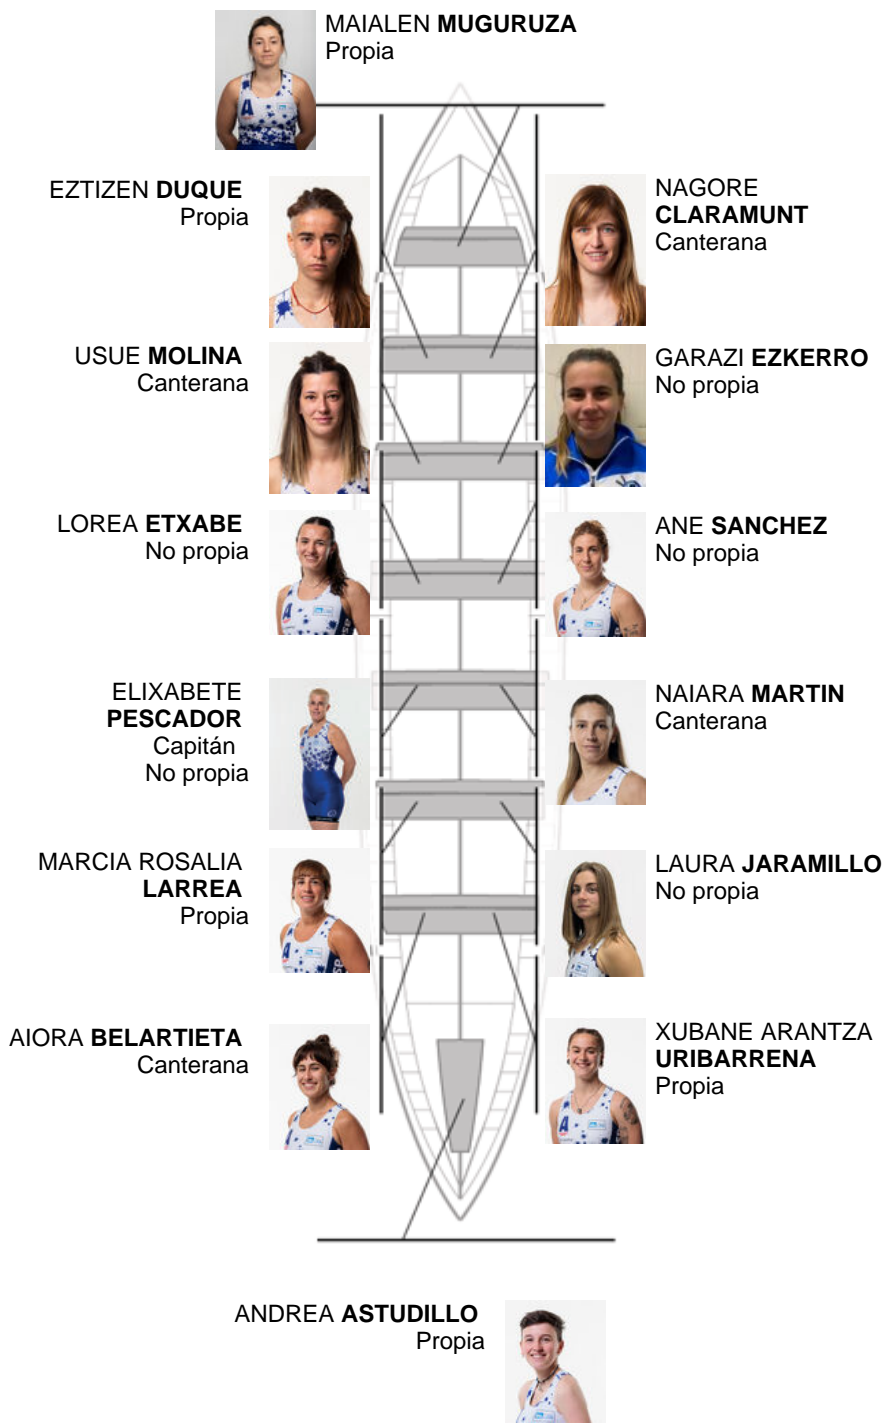 MAIALEN MUGURUZA
Propia
EZTIZEN DUQUE
Propia
NAGORE
CLARAMUNT
Canterana
USUE MOLINA
Canterana
GARAZI EZKERRO
No propia
LOREA ETXABE
No propia
ANE SANCHEZ
No propia
ELIXABETE
PESCADOR
Capitán
No propia
NAIARA MARTIN
Canterana
MARCIA ROSALIA
LARREA
Propia
LAURA JARAMILLO
No propia
AIORA BELARTIETA
Canterana
XUBANE ARANTZA
URIBARRENA
Propia
ANDREA ASTUDILLO
Propia